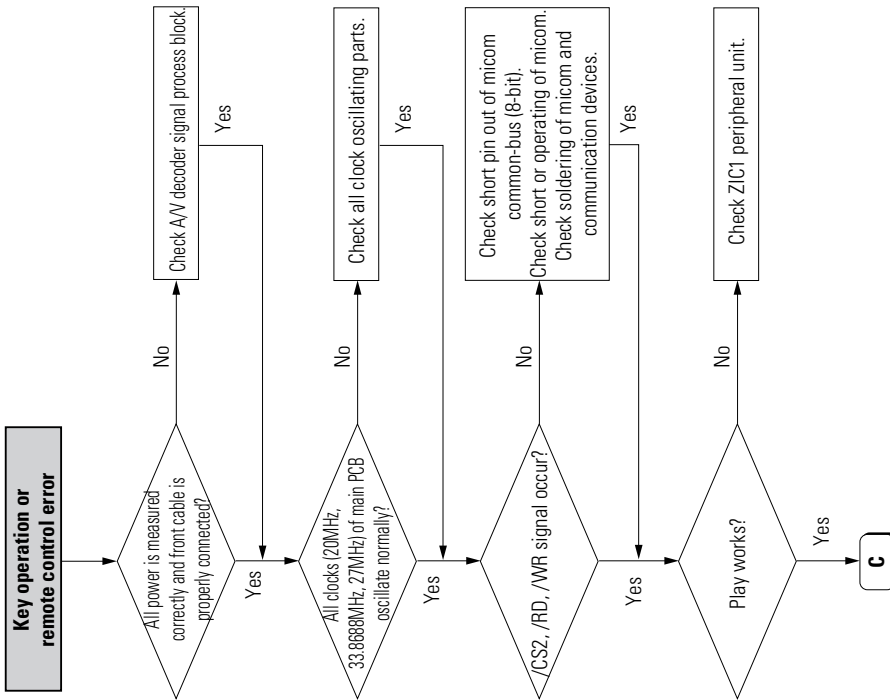 Key operation or
remote control error
All power is measured
correctly and front cable is
properly connected?
No
Check A/V decoder signal process block.
Yes
Yes
All clocks (20MHz,
33.8688MHz, 27MHz) of main PCB
oscillate normally?
No
Check all clock oscillating parts.
Yes
Yes
/CS2, /RD, /WR signal occur?
No
Check short pin out of micom
common-bus (8-bit).
Check short or operating of micom.
Check soldering of micom and
communication devices.
Yes
Yes
Play works?
No
Check ZIC1 peripheral unit.
Yes
C